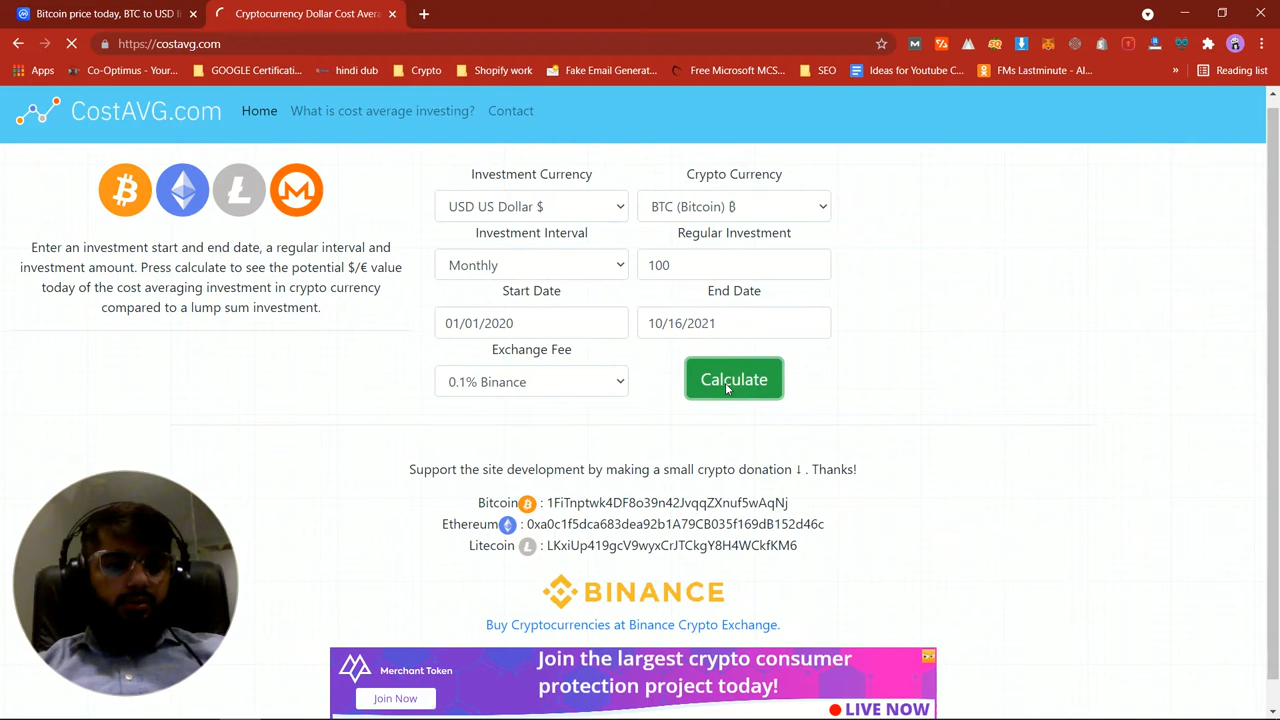 Bitcoin price today, BTC to USD li
Cryptocurrency Dollar Cost Avera
https://costavg.com
Apps
Co-Optimus - Your...
GOOGLE Certificati...
hindi dub
Crypto
Shopify work
Fake Email Generat...
Free Microsoft MCS...
SEO
Ideas for Youtube C...
FMs Lastminute - Al...
»
Reading list
CostAVG.com
Home
What is cost average investing?
Contact
Enter an investment start and end date, a regular interval and
investment amount. Press calculate to see the potential $/€ value
today of the cost averaging investment in crypto currency
compared to a lump sum investment.
Investment Currency
Crypto Currency
USD US Dollar $
BTC (Bitcoin) ₿
Investment Interval
Regular Investment
Monthly
100
Start Date
End Date
01/01/2020
10/16/2021
Exchange Fee
0.1% Binance
Calculate
Support the site development by making a small crypto donation ↓ . Thanks!
Bitcoin : 1FiTnptwk4DF8o39n42JvqqZXnuf5wAqNj
Ethereum : 0xa0c1f5dca683dea92b1A79CB035f169dB152d46c
Litecoin : LKxiUp419gcV9wyxCrJTCkgY8H4WCkfKM6
BINANCE
Buy Cryptocurrencies at Binance Crypto Exchange.
Merchant Token
Join Now
Join the largest crypto consumer
protection project today!
LIVE NOW